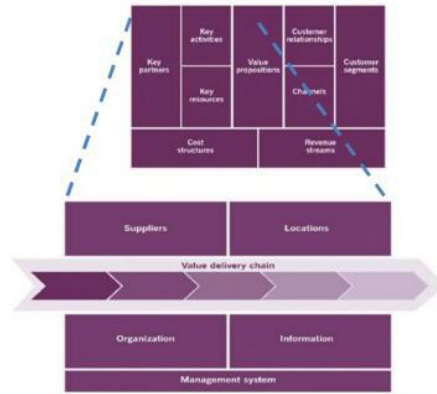 Key
partners
Key
activities
Key
resources
Value
propositions
Customer
relationships
Channels
Customer
segments
Cost
structures
Revenue
streams
Suppliers
Locations
Value delivery chain
Organization
Information
Management system